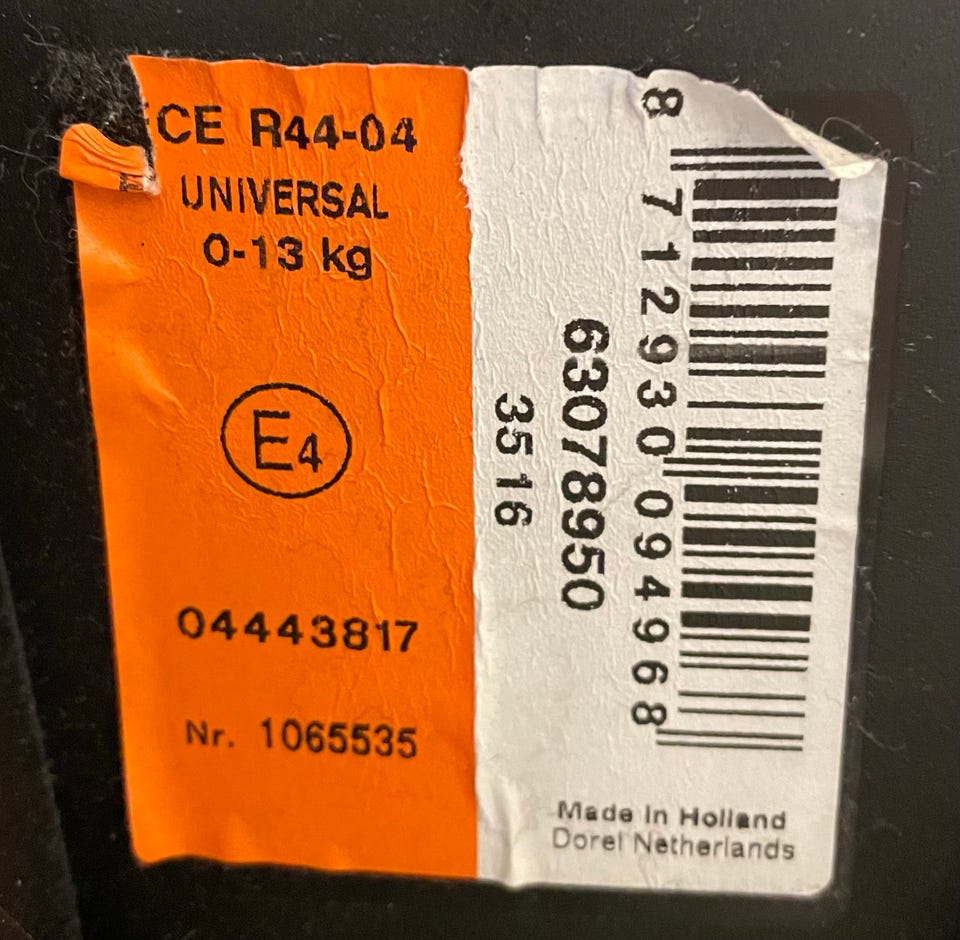 ECE R44-04
UNIVERSAL
0-13 kg
E4
04443817
Nr. 1065535
8 712930 094968
63078950
3516
Made in Holland
Dorel Netherlands